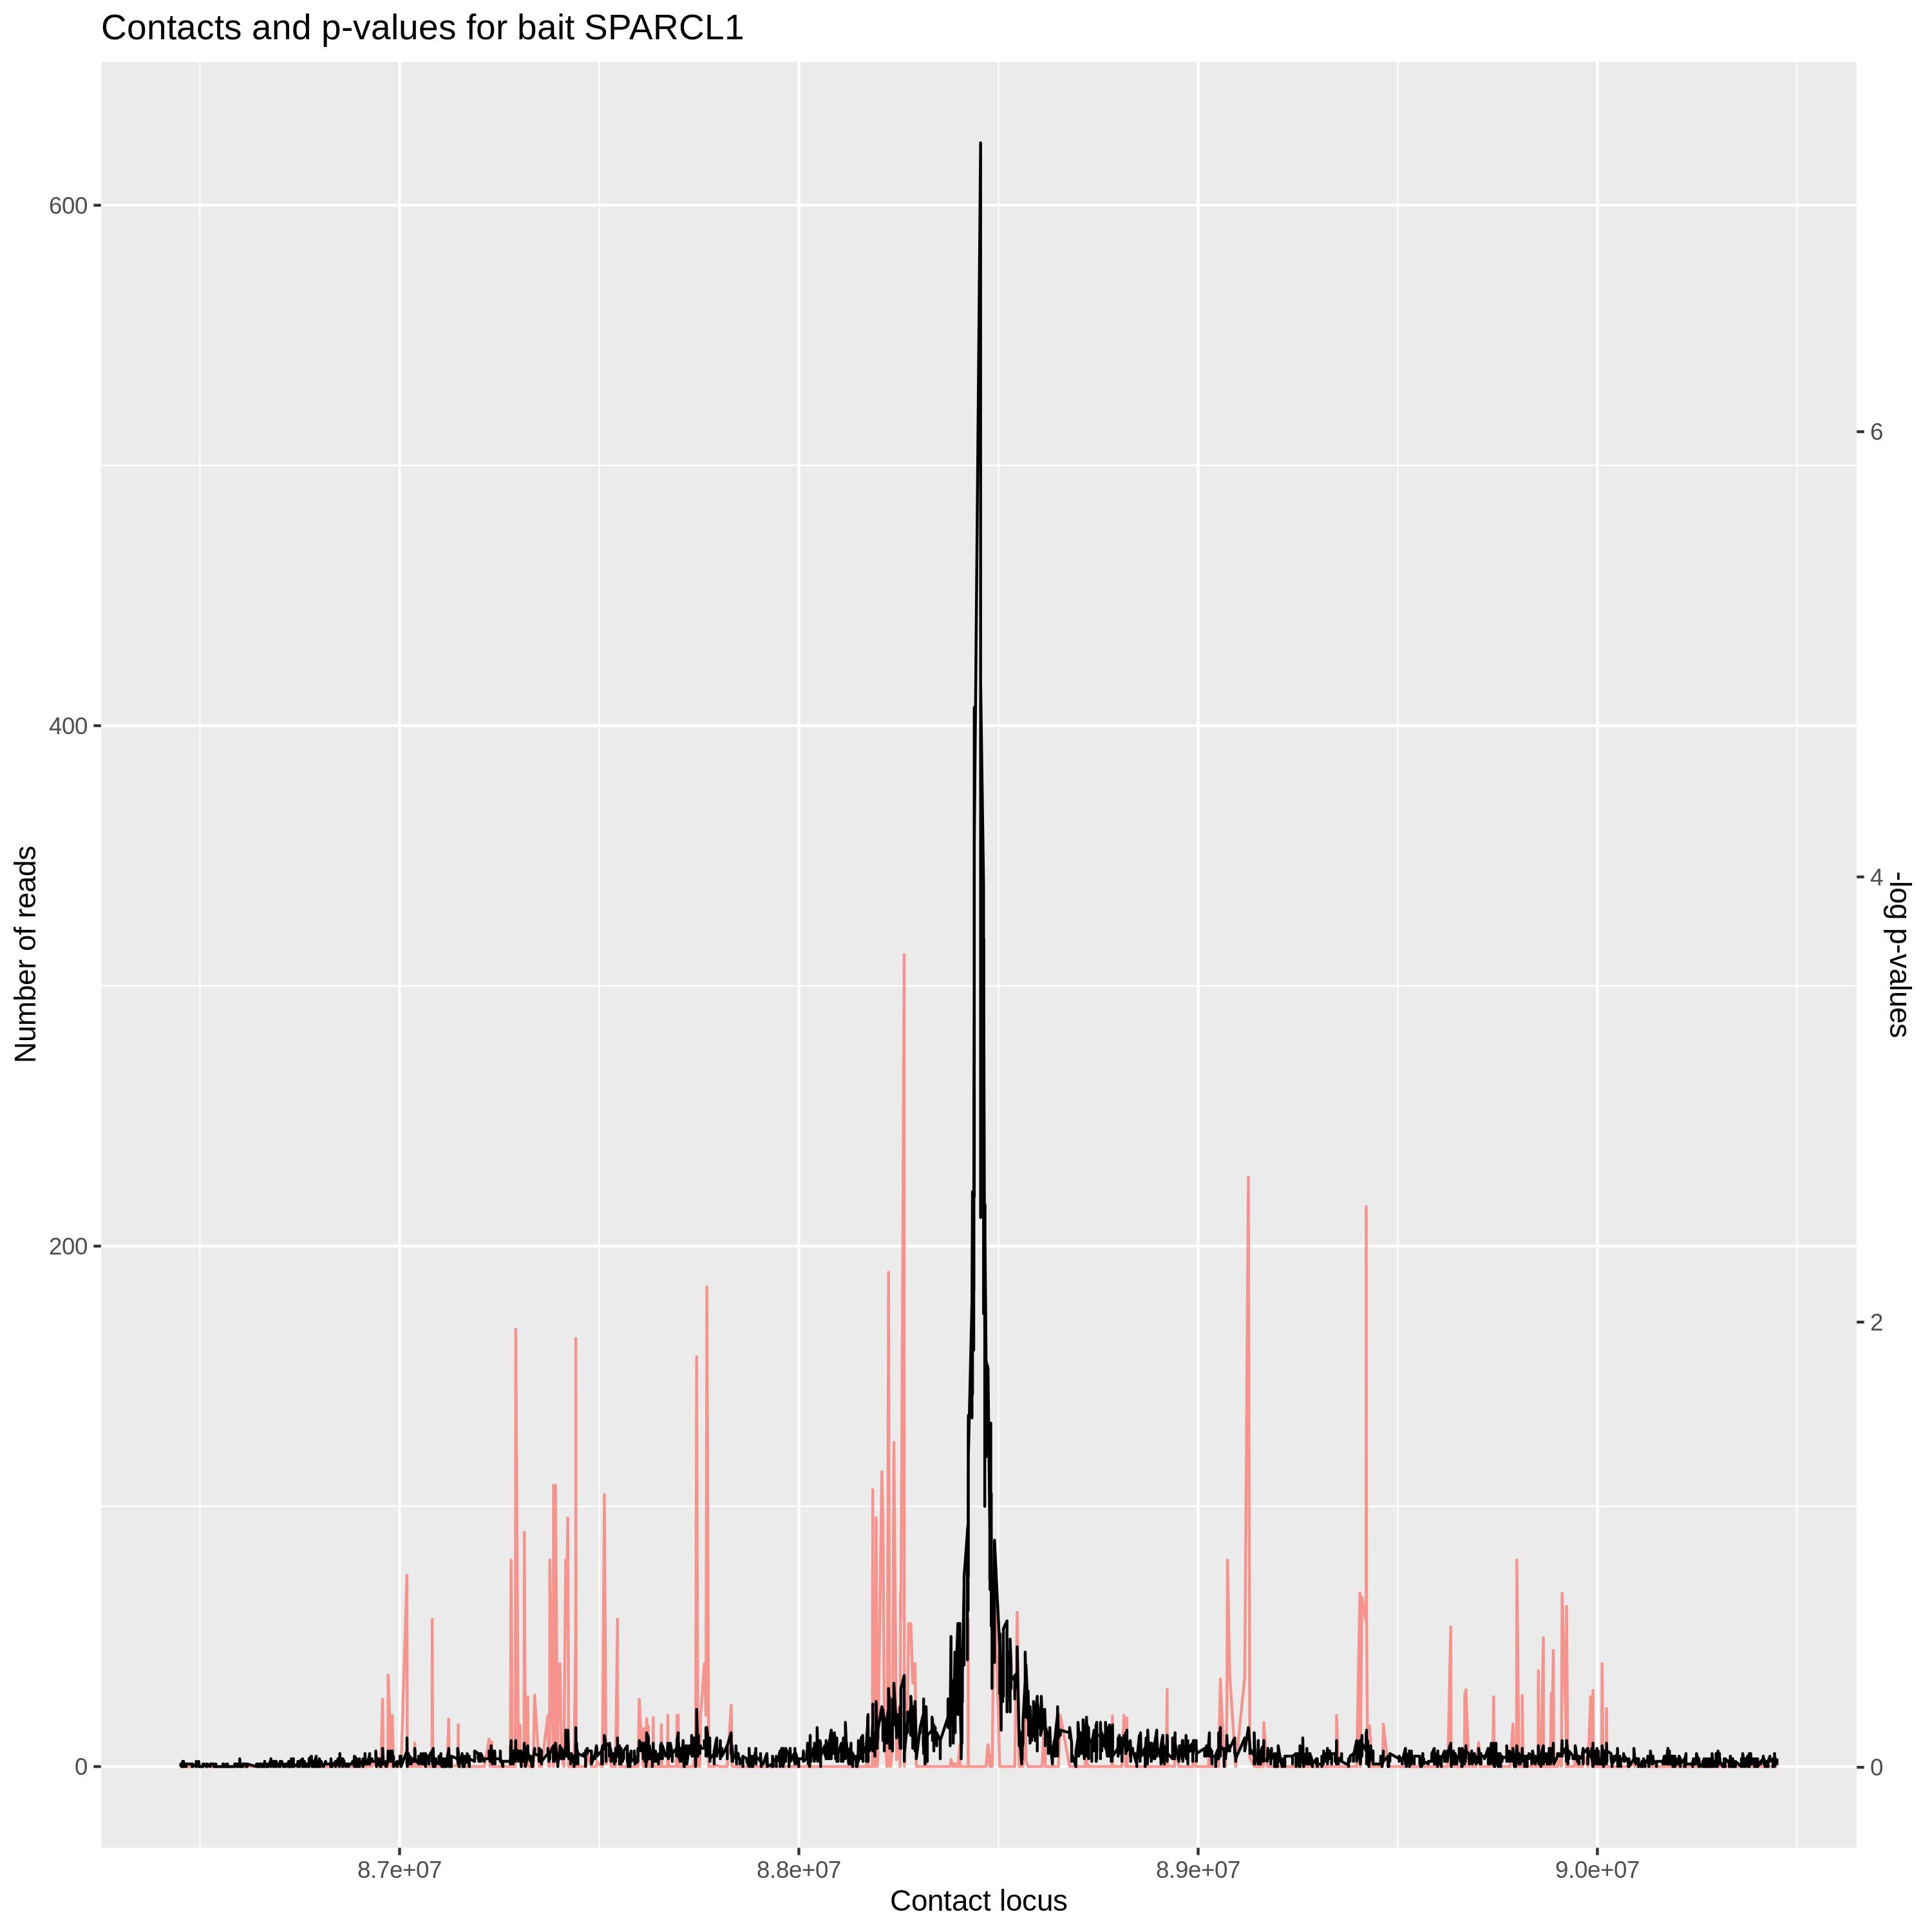 Contacts and p-values for bait SPARCL1
600
400
200
0
Number of reads
6
4
2
0
-log p-values
8.7e+07
8.8e+07
8.9e+07
9.0e+07
Contact locus